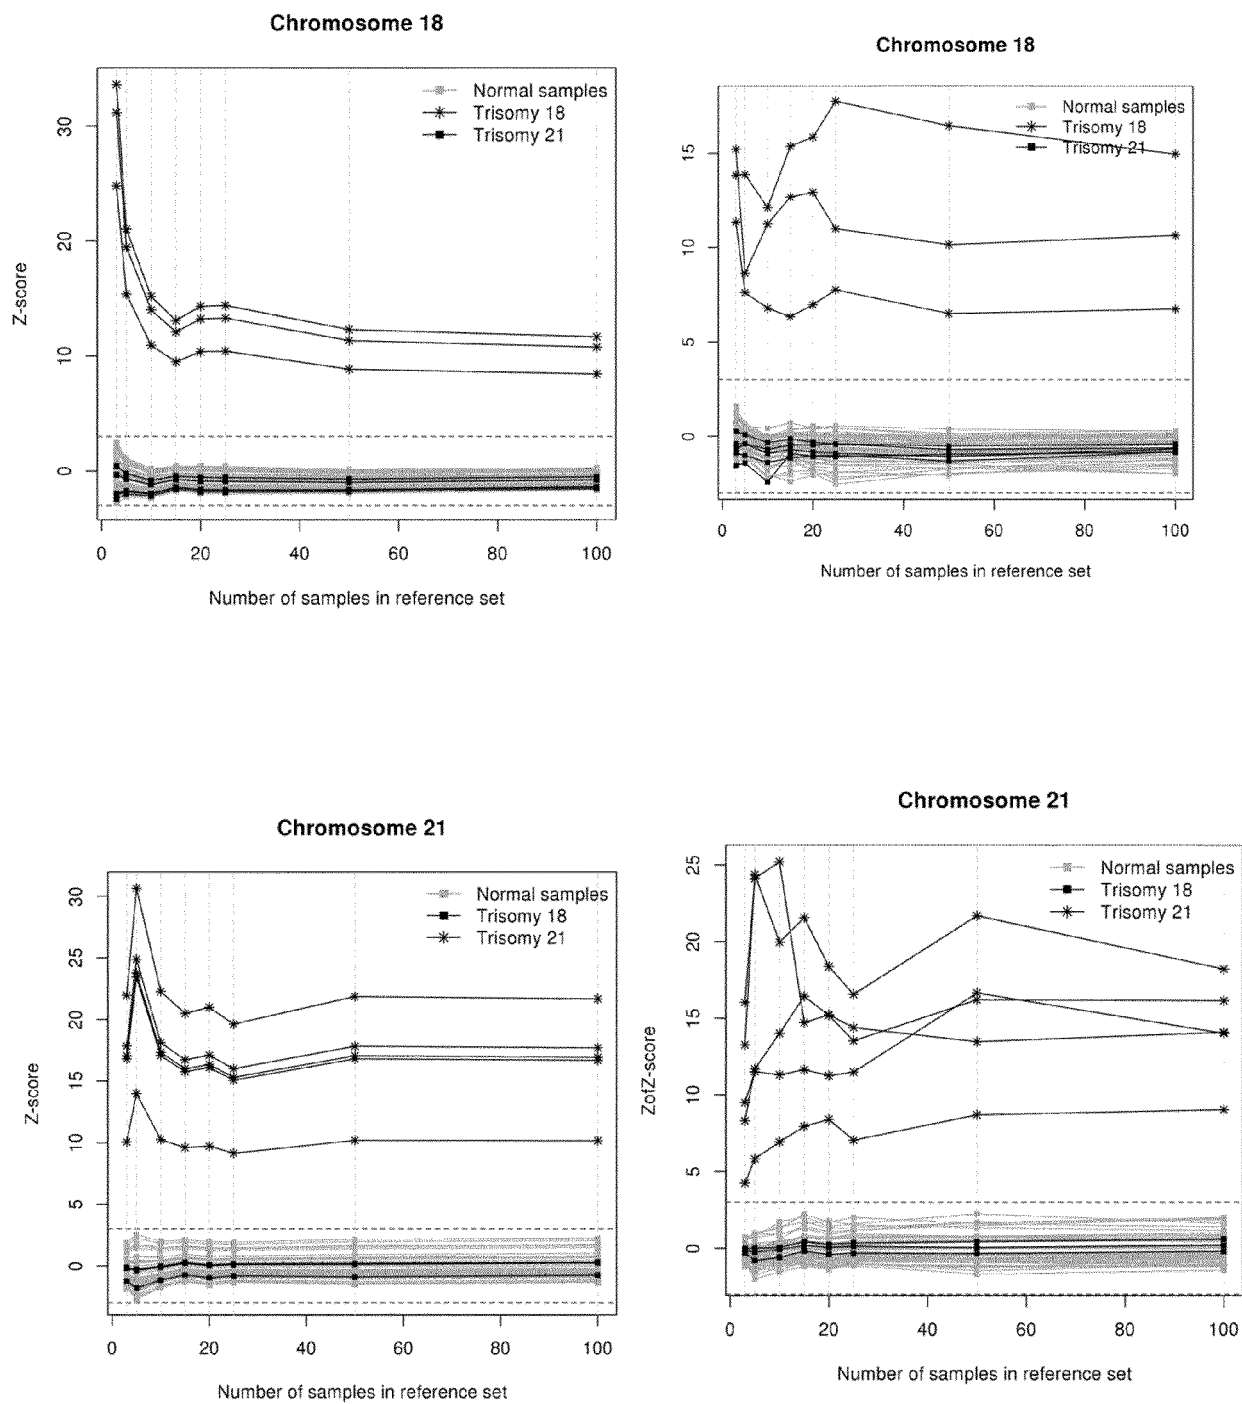 Chromosome 18
Normal samples
Trisomy 18
Trisomy 21
Z-score
30
20
10
0
0 20 40 60 80 100
Number of samples in reference set
Chromosome 18
Normal samples
Trisomy 18
Trisomy 21
15
10
5
0
0 20 40 60 80 100
Number of samples in reference set
Chromosome 21
Normal samples
Trisomy 18
Trisomy 21
Z-score
30
25
20
15
10
5
0
0 20 40 60 80 100
Number of samples in reference set
Chromosome 21
Normal samples
Trisomy 18
Trisomy 21
ZofZ-score
25
20
15
10
5
0
0 20 40 60 80 100
Number of samples in reference set